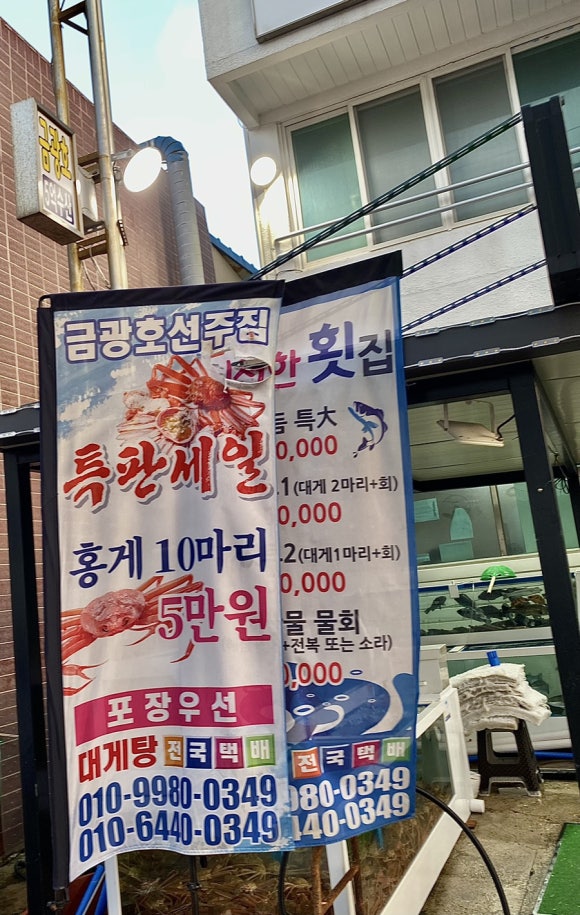 금광호
금광호선주집
특판세일
홍게 10마리
5만원
포장우선
대게탕 전국택배
010-9980-0349
010-6440-0349
한 횟집
특大
0,000
1 (대게 2마리+회)
0,000
2 (대게1마리+회)
0,000
물 물회
+전복 또는 소라)
0,000
전국택배
980-0349
440-0349